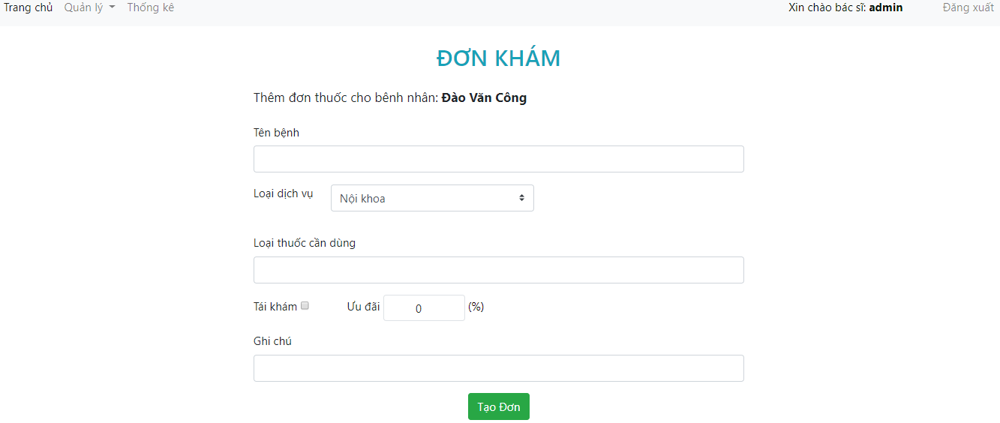 Trang chủ Quản lý Thống kê Xin chào bác sĩ: admin Đăng xuất
ĐƠN KHÁM
Thêm đơn thuốc cho bênh nhân: Đào Văn Công
Tên bệnh
Loại dịch vụ Nội khoa
Loại thuốc cần dùng
Tái khám Ưu đãi 0 (%)
Ghi chú
Tạo Đơn